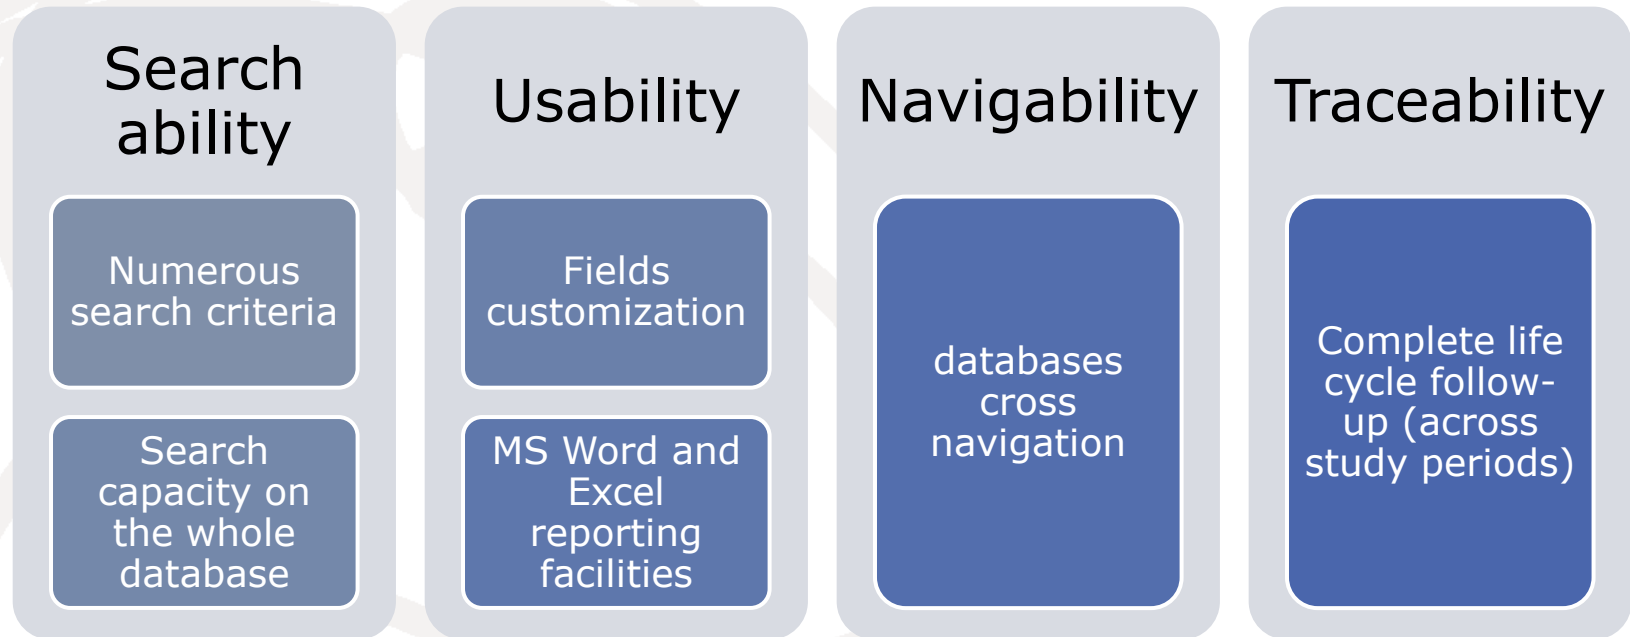 Search
ability
Numerous
search criteria
Search
capacity on
the whole
database
Usability
Fields
customization
MS Word and
Excel
reporting
facilities
Navigability
databases
cross
navigation
Traceability
Complete life
cycle follow-
up (across
study periods)